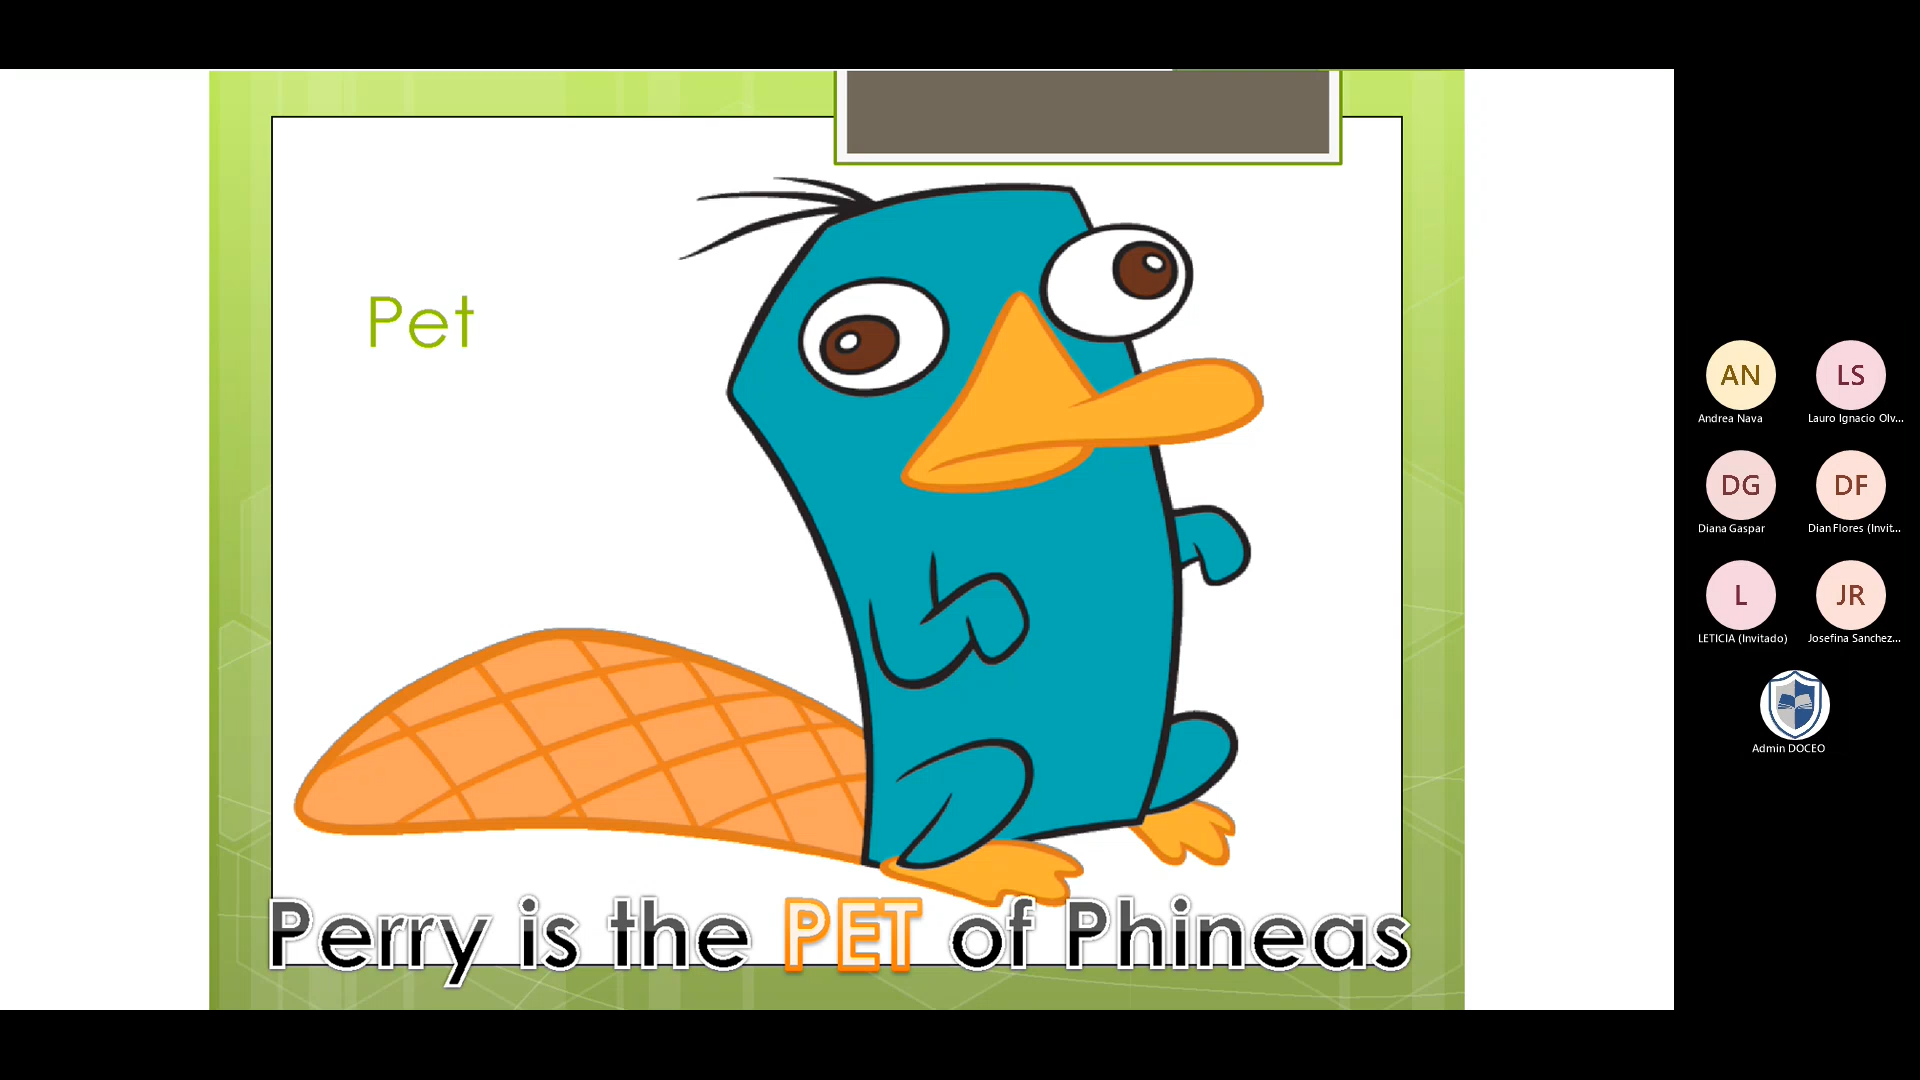 Pet
Perry is the PET of Phineas
AN
LS
Andrea Nava
Lauro Ignacio Olv...
DG
DF
Diana Gaspar
Dian Flores (Invit...
L
JR
LETICIA (Invitado)
Josefina Sanchez...
Admin DOCEO